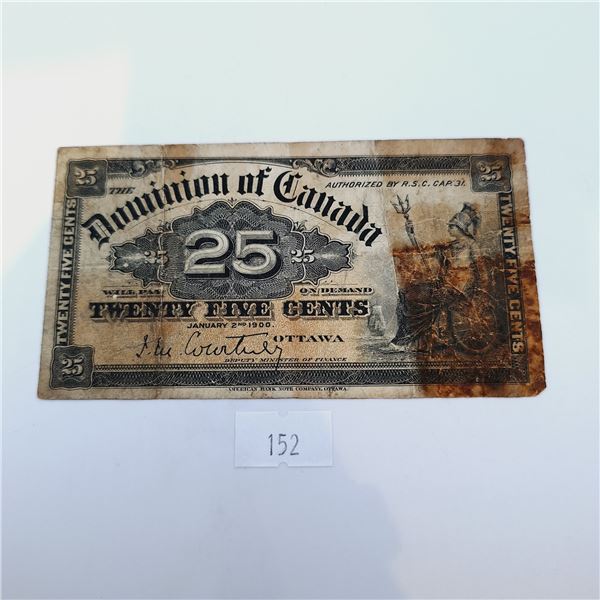 25
THE
Dominion of Canada
AUTHORIZED BY R.S.C. CAP. 31.
25
TWENTY FIVE CENTS
25
25
25
TWENTY FIVE CENTS
WILL PAY
ON DEMAND
TWENTY FIVE CENTS
JANUARY 2ND 1900.
OTTAWA
J.M. Courtney
DEPUTY MINISTER OF FINANCE
25
AMERICAN BANK NOTE COMPANY, OTTAWA.
152